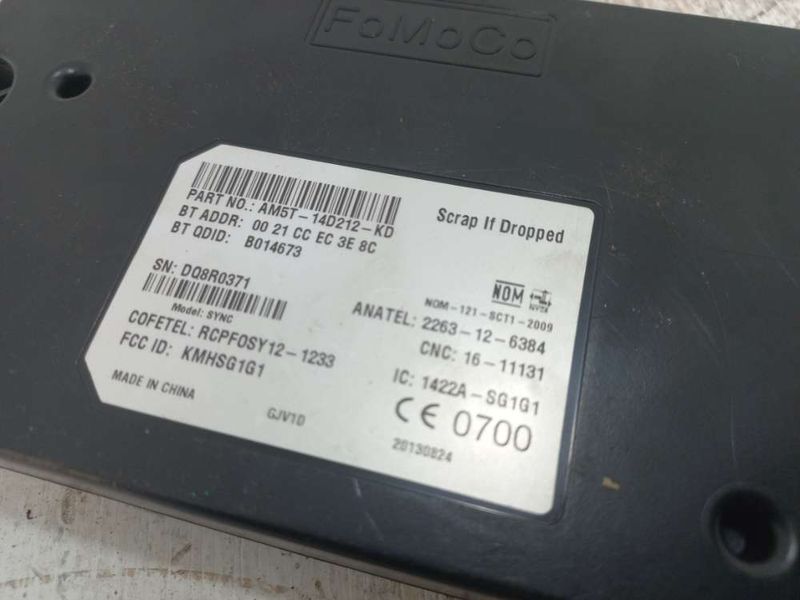 FoMoCo
PART NO.: AM5T-14D212-KD
BT ADDR: 00 21 CC EC 3E 8C
BT QDID: B014673
Scrap If Dropped
SN: DQ8R0371
Model: SYNC
NOM
NYCE
NOM-121-SCT1-2009
COFETEL: RCPFOSY12-1233
ANATEL: 2263-12-6384
FCC ID: KMHSG1G1
CNC: 16-11131
IC: 1422A-SG1G1
MADE IN CHINA
GJV10
CE 0700
20130824